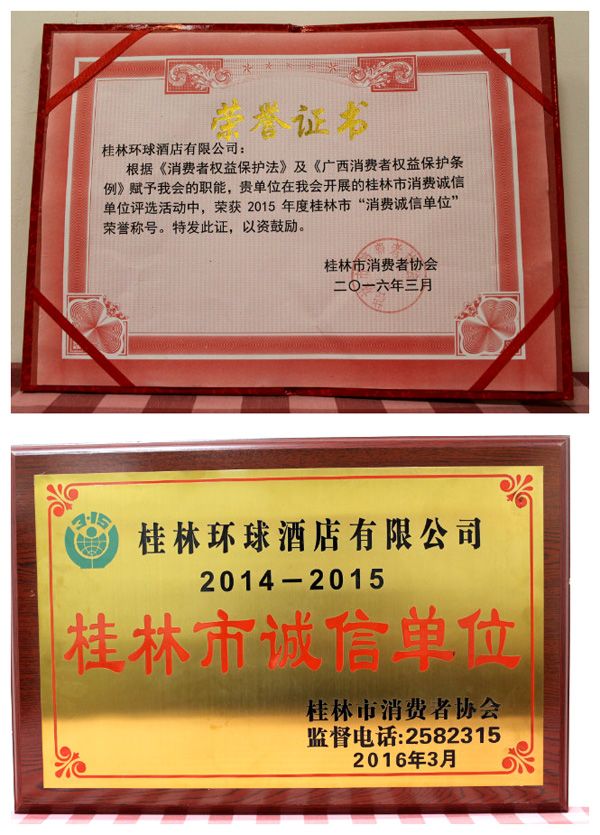 荣誉证书
桂林环球酒店有限公司：
根据《消费者权益保护法》及《广西消费者权益保护条
例》赋予我会的职能，贵单位在我会开展的桂林市消费诚信
单位评选活动中，荣获 2015 年度桂林市“消费诚信单位”
荣誉称号。特发此证，以资鼓励。
桂林市消费者协会
二〇一六年三月
3·15
桂林环球酒店有限公司
2014－2015
桂林市诚信单位
桂林市消费者协会
监督电话:2582315
2016年3月